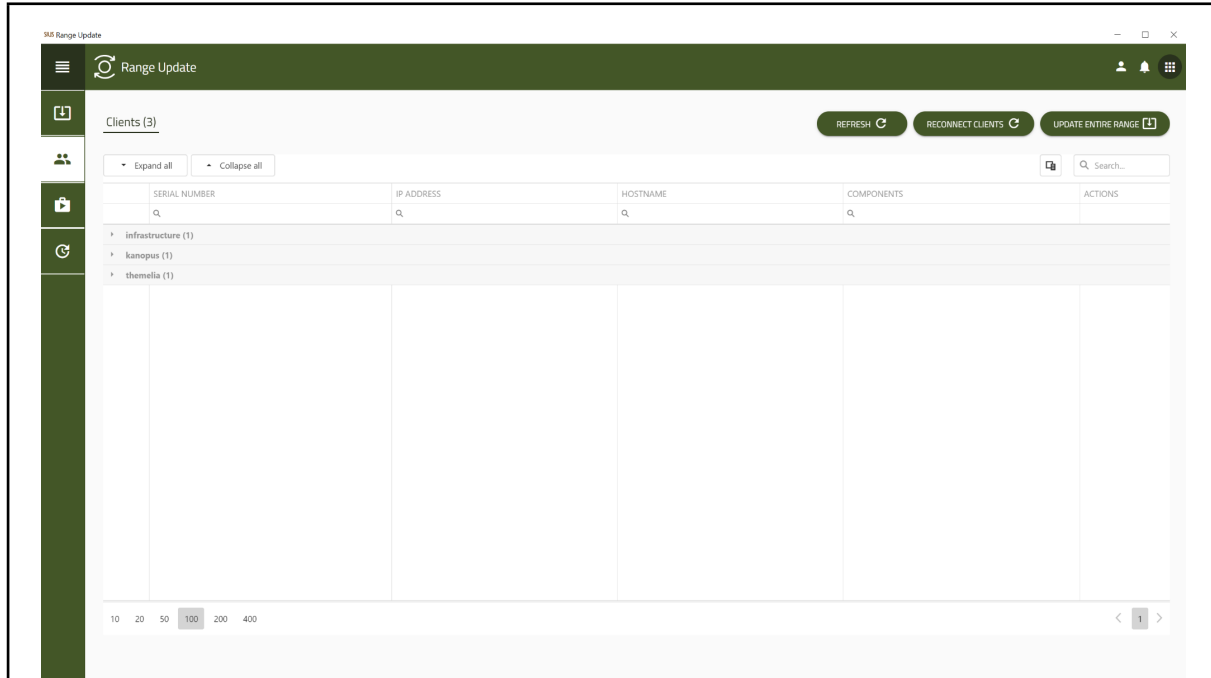 SIUS Range Update
Range Update
Clients (3)
REFRESH RECONNECT CLIENTS UPDATE ENTIRE RANGE
Expand all Collapse all Search...
SERIAL NUMBER IP ADDRESS HOSTNAME COMPONENTS ACTIONS
infrastructure (1)
kanopus (1)
themelia (1)
10 20 50 100 200 400 1